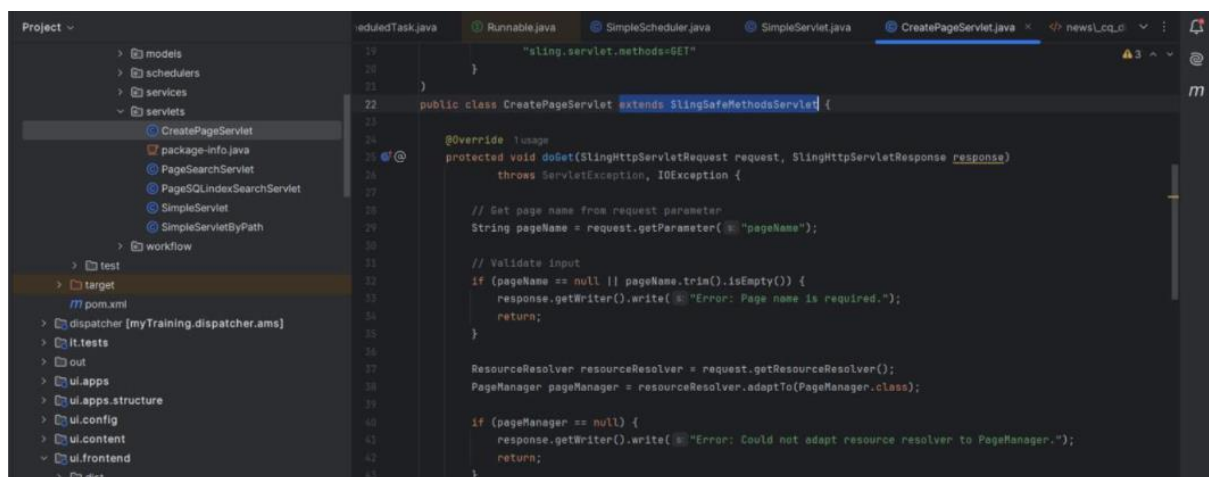 Project
models
schedulers
services
servlets
CreatePageServlet
package-info.java
PageSearchServlet
PageSQLindexSearchServlet
SimpleServlet
SimpleServletByPath
workflow
test
target
pom.xml
dispatcher [myTraining.dispatcher.ams]
it.tests
out
ui.apps
ui.apps.structure
ui.config
ui.content
ui.frontend
eduledTask.java Runnable.java SimpleScheduler.java SimpleServlet.java CreatePageServlet.java news\_cq_d
3
19 "sling.servlet.methods=GET"
20 }
21 )
22 public class CreatePageServlet extends SlingSafeMethodsServlet {
23
24 @Override 1 usage
25 protected void doGet(SlingHttpServletRequest request, SlingHttpServletResponse response)
26 throws ServletException, IOException {
27
28 // Get page name from request parameter
29 String pageName = request.getParameter( s: "pageName");
30
31 // Validate input
32 if (pageName == null || pageName.trim().isEmpty()) {
33 response.getWriter().write( s: "Error: Page name is required.");
34 return;
35 }
36
37 ResourceResolver resourceResolver = request.getResourceResolver();
38 PageManager pageManager = resourceResolver.adaptTo(PageManager.class);
39
40 if (pageManager == null) {
41 response.getWriter().write( s: "Error: Could not adapt resource resolver to PageManager.");
42 return;
43 }